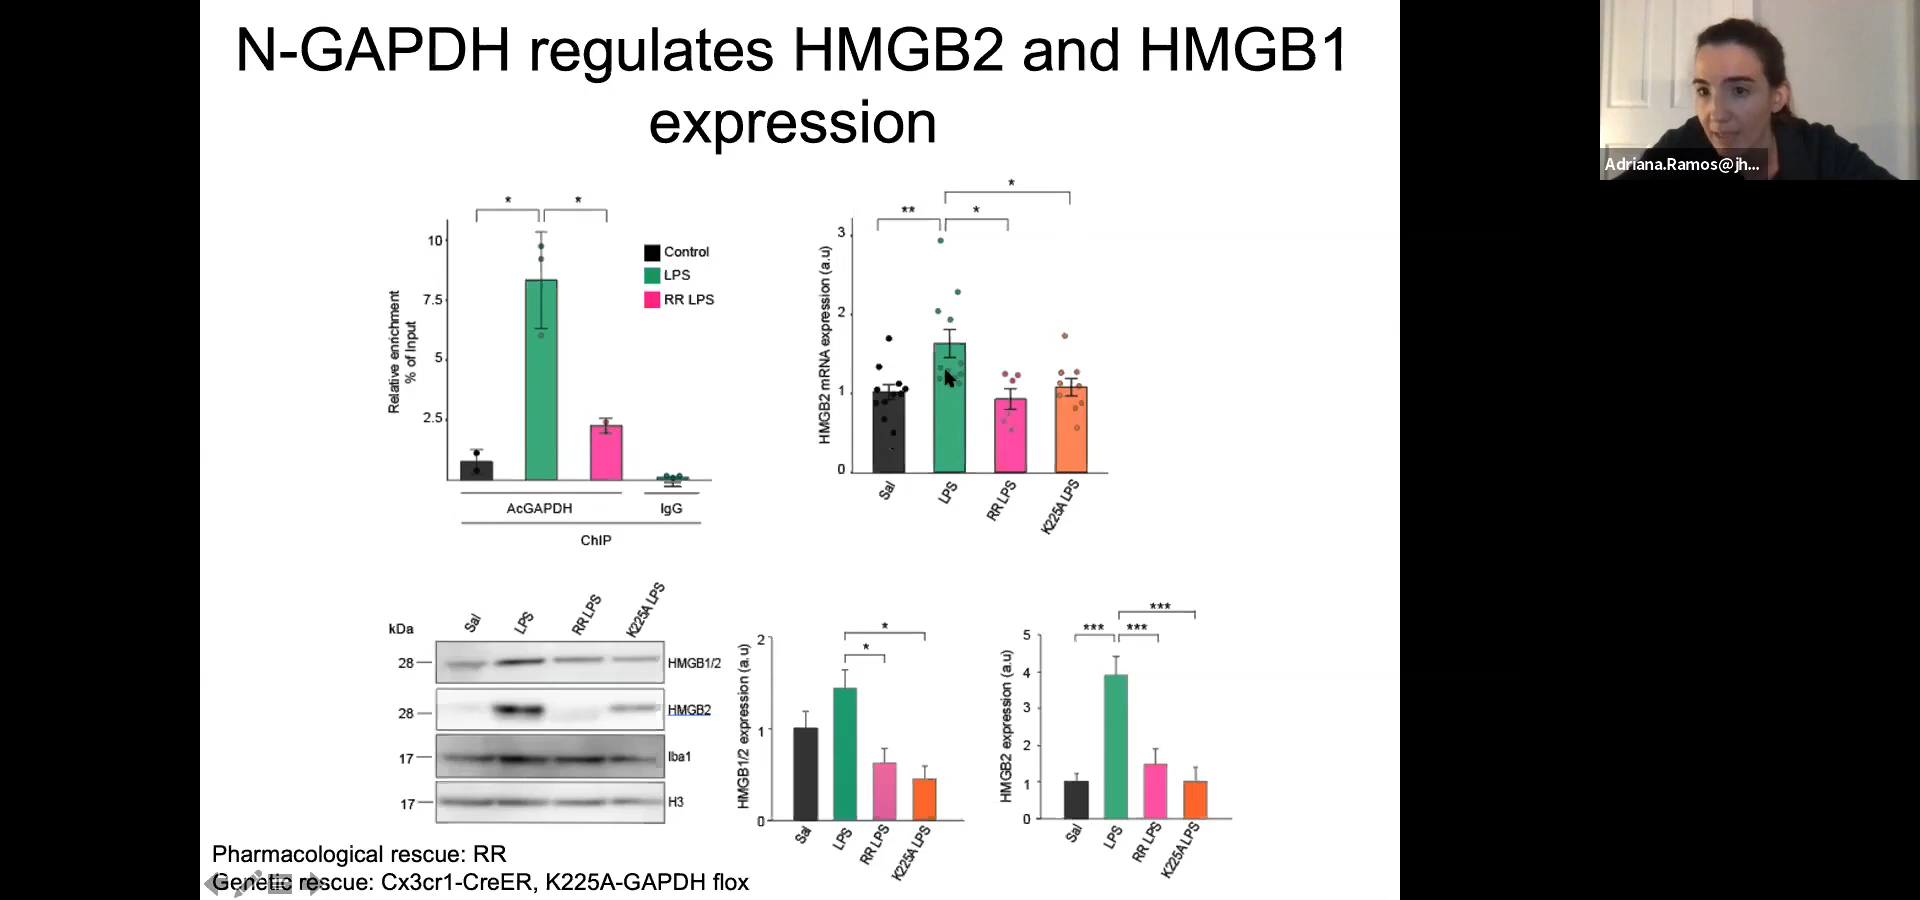 N-GAPDH regulates HMGB2 and HMGB1
expression
Adriana.Ramos@jh...
*
*
10
7.5
5
2.5
Relative enrichment
% of Input
Control
LPS
RR LPS
AcGAPDH
IgG
ChIP
*
**
*
3
2
1
0
HMGB2 mRNA expression (a.u)
Sal
LPS
RR LPS
K225A LPS
kDa
Sal
LPS
RR LPS
K225A LPS
28
HMGB1/2
28
HMGB2
17
Iba1
17
H3
*
*
2
1
0
HMGB1/2 expression (a.u)
Sal
LPS
RR LPS
K225A LPS
***
***
***
5
4
3
2
1
0
HMGB2 expression (a.u)
Sal
LPS
RR LPS
K225A LPS
Pharmacological rescue: RR
Genetic rescue: Cx3cr1-CreER, K225A-GAPDH flox